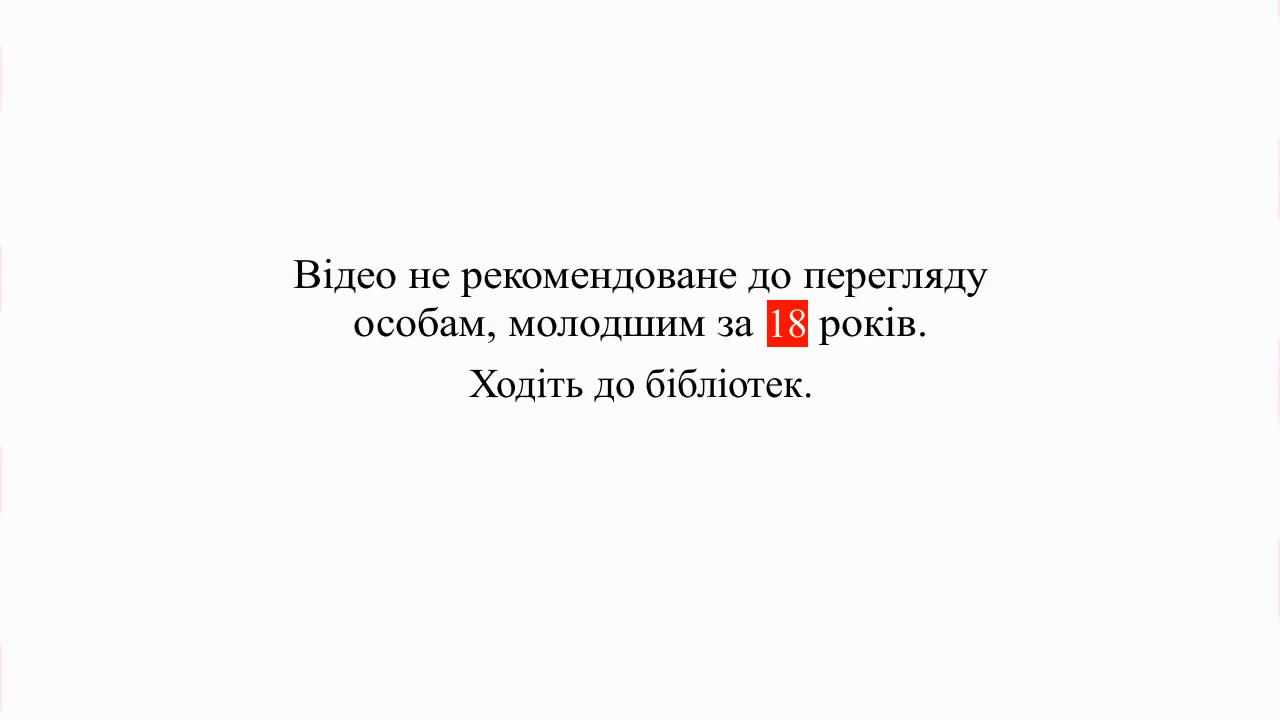 Відео не рекомендоване до перегляду
особам, молодшим за 18 років.
Ходіть до бібліотек.